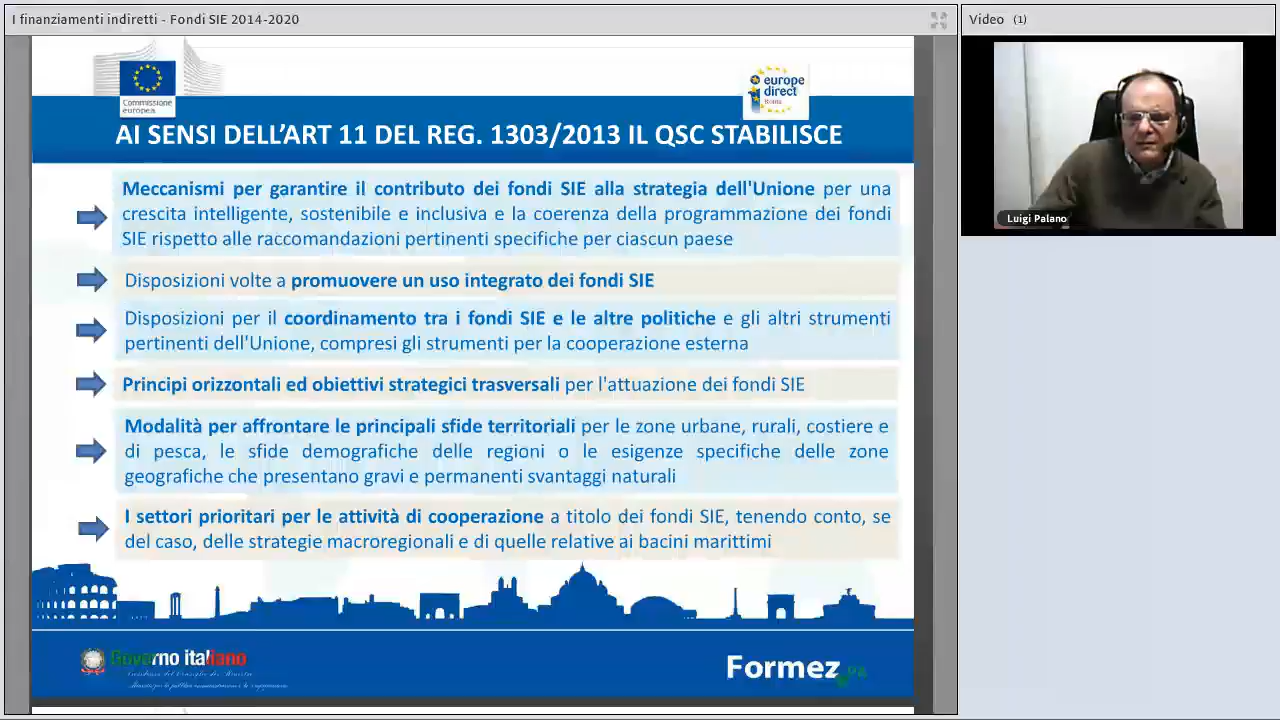 I finanziamenti indiretti - Fondi SIE 2014-2020
Video (1)
Commissione
europea
europe
direct
Roma
AI SENSI DELL'ART 11 DEL REG. 1303/2013 IL QSC STABILISCE
Luigi Palano
Meccanismi per garantire il contributo dei fondi SIE alla strategia dell'Unione per una
crescita intelligente, sostenibile e inclusiva e la coerenza della programmazione dei fondi
SIE rispetto alle raccomandazioni pertinenti specifiche per ciascun paese
Disposizioni volte a promuovere un uso integrato dei fondi SIE
Disposizioni per il coordinamento tra i fondi SIE e le altre politiche e gli altri strumenti
pertinenti dell'Unione, compresi gli strumenti per la cooperazione esterna
Principi orizzontali ed obiettivi strategici trasversali per l'attuazione dei fondi SIE
Modalità per affrontare le principali sfide territoriali per le zone urbane, rurali, costiere e
di pesca, le sfide demografiche delle regioni o le esigenze specifiche delle zone
geografiche che presentano gravi e permanenti svantaggi naturali
I settori prioritari per le attività di cooperazione a titolo dei fondi SIE, tenendo conto, se
del caso, delle strategie macroregionali e di quelle relative ai bacini marittimi
Governo italiano
Formez PA